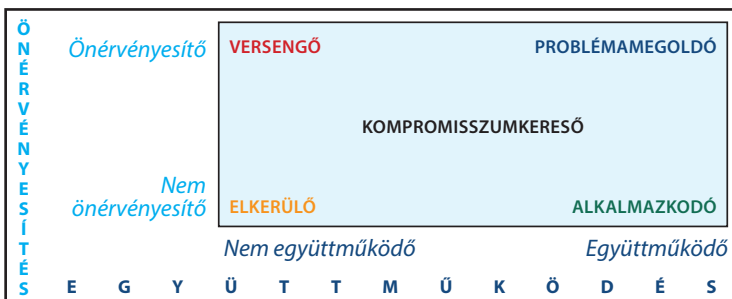 ÖNÉRVÉNYESÍTÉS
Önérvényesítő
VERSENGŐ
PROBLÉMAMEGOLDÓ
KOMPROMISSZUMKERESŐ
Nem
önérvényesítő
ELKERÜLŐ
ALKALMAZKODÓ
Nem együttműködő
Együttműködő
E G Y Ü T T M Ű K Ö D É S